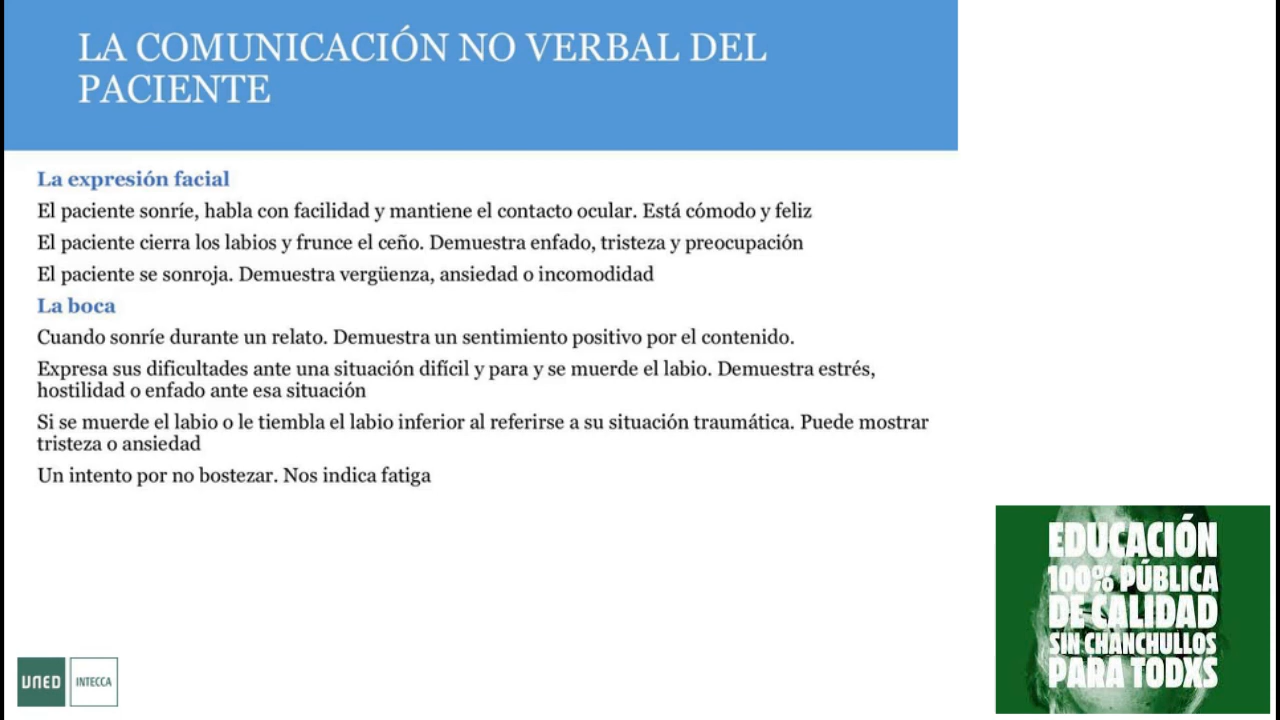 LA COMUNICACIÓN NO VERBAL DEL
PACIENTE
La expresión facial
El paciente sonríe, habla con facilidad y mantiene el contacto ocular. Está cómodo y feliz
El paciente cierra los labios y frunce el ceño. Demuestra enfado, tristeza y preocupación
El paciente se sonroja. Demuestra vergüenza, ansiedad o incomodidad
La boca
Cuando sonríe durante un relato. Demuestra un sentimiento positivo por el contenido.
Expresa sus dificultades ante una situación difícil y para y se muerde el labio. Demuestra estrés,
hostilidad o enfado ante esa situación
Si se muerde el labio o le tiembla el labio inferior al referirse a su situación traumática. Puede mostrar
tristeza o ansiedad
Un intento por no bostezar. Nos indica fatiga
EDUCACIÓN
100% PÚBLICA
DE CALIDAD
SIN CHANCHULLOS
PARA TODXS
UNED
INTECCA